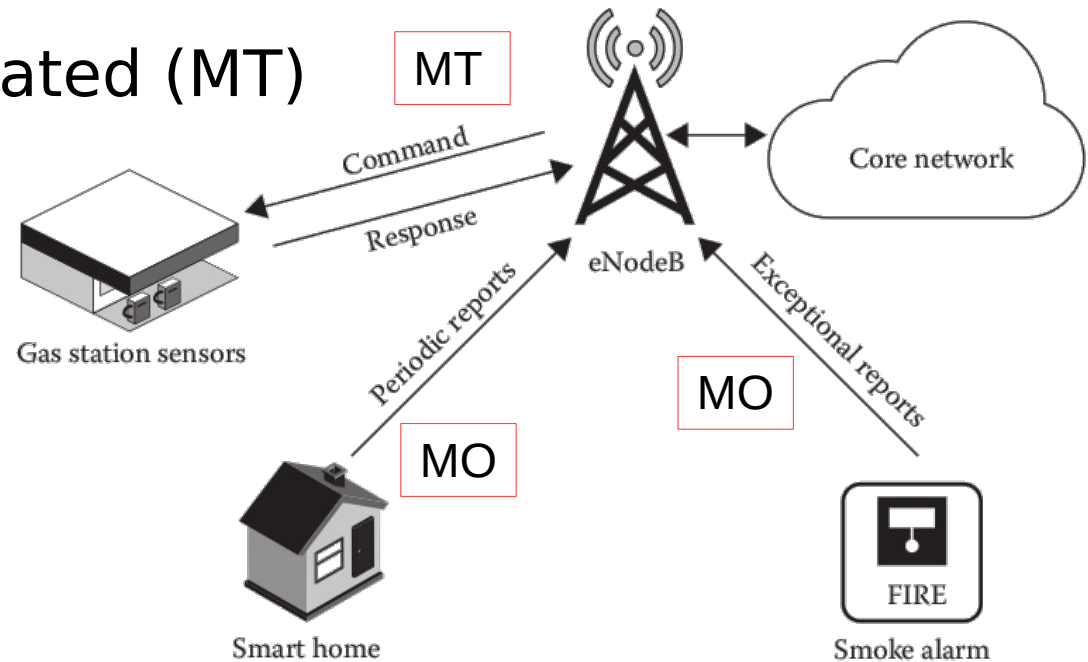 ated (MT)
MT
Command
Response
Core network
eNodeB
Gas station sensors
Periodic reports
Exceptional reports
MO
MO
Smart home
FIRE
Smoke alarm